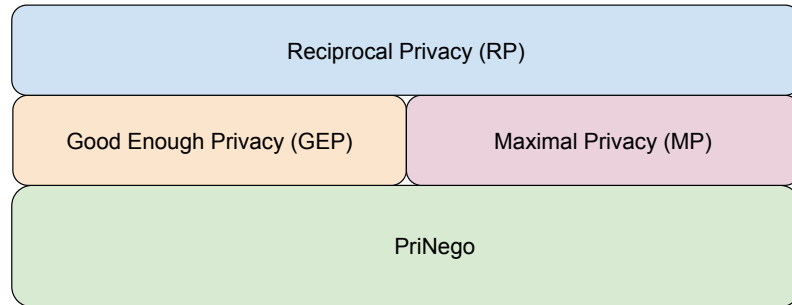 Reciprocal Privacy (RP)
Good Enough Privacy (GEP)
Maximal Privacy (MP)
PriNego